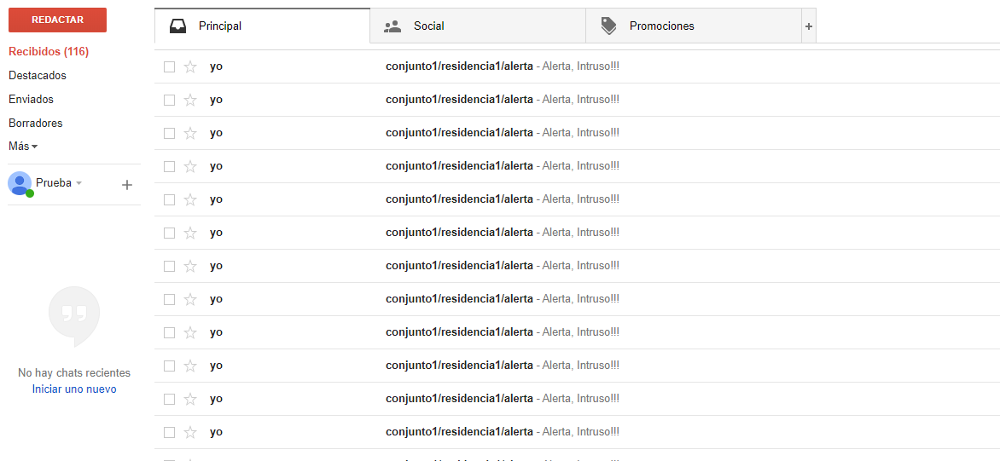 REDACTAR
Recibidos (116)
Destacados
Enviados
Borradores
Más
Prueba
No hay chats recientes
Iniciar uno nuevo
Principal
Social
Promociones
yo conjunto1/residencia1/alerta - Alerta, Intruso!!!
yo conjunto1/residencia1/alerta - Alerta, Intruso!!!
yo conjunto1/residencia1/alerta - Alerta, Intruso!!!
yo conjunto1/residencia1/alerta - Alerta, Intruso!!!
yo conjunto1/residencia1/alerta - Alerta, Intruso!!!
yo conjunto1/residencia1/alerta - Alerta, Intruso!!!
yo conjunto1/residencia1/alerta - Alerta, Intruso!!!
yo conjunto1/residencia1/alerta - Alerta, Intruso!!!
yo conjunto1/residencia1/alerta - Alerta, Intruso!!!
yo conjunto1/residencia1/alerta - Alerta, Intruso!!!
yo conjunto1/residencia1/alerta - Alerta, Intruso!!!
yo conjunto1/residencia1/alerta - Alerta, Intruso!!!